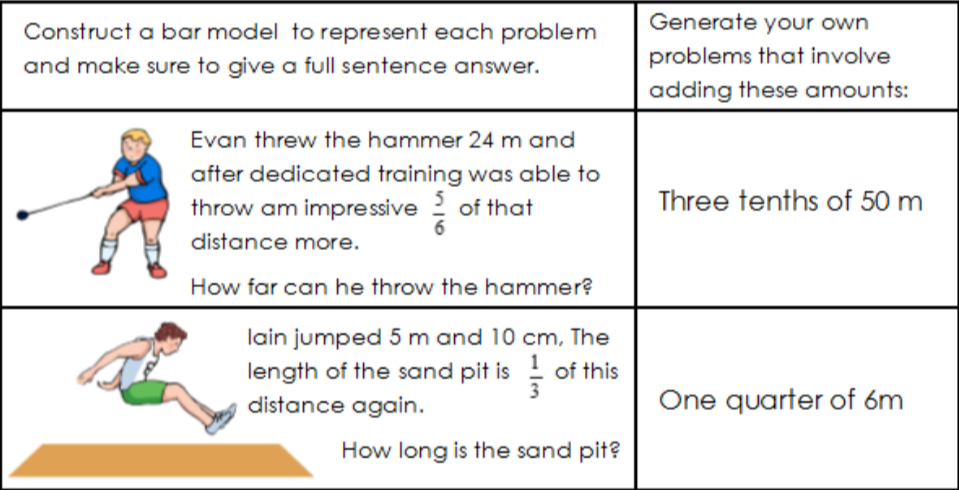 Construct a bar model  to represent each problem
and make sure to give a full sentence answer.
Generate your own
problems that involve
adding these amounts:
Evan threw the hammer 24 m and
after dedicated training was able to
throw am impressive 5/6 of that
distance more.
How far can he throw the hammer?
Three tenths of 50 m
Iain jumped 5 m and 10 cm, The
length of the sand pit is 1/3 of this
distance again.
How long is the sand pit?
One quarter of 6m